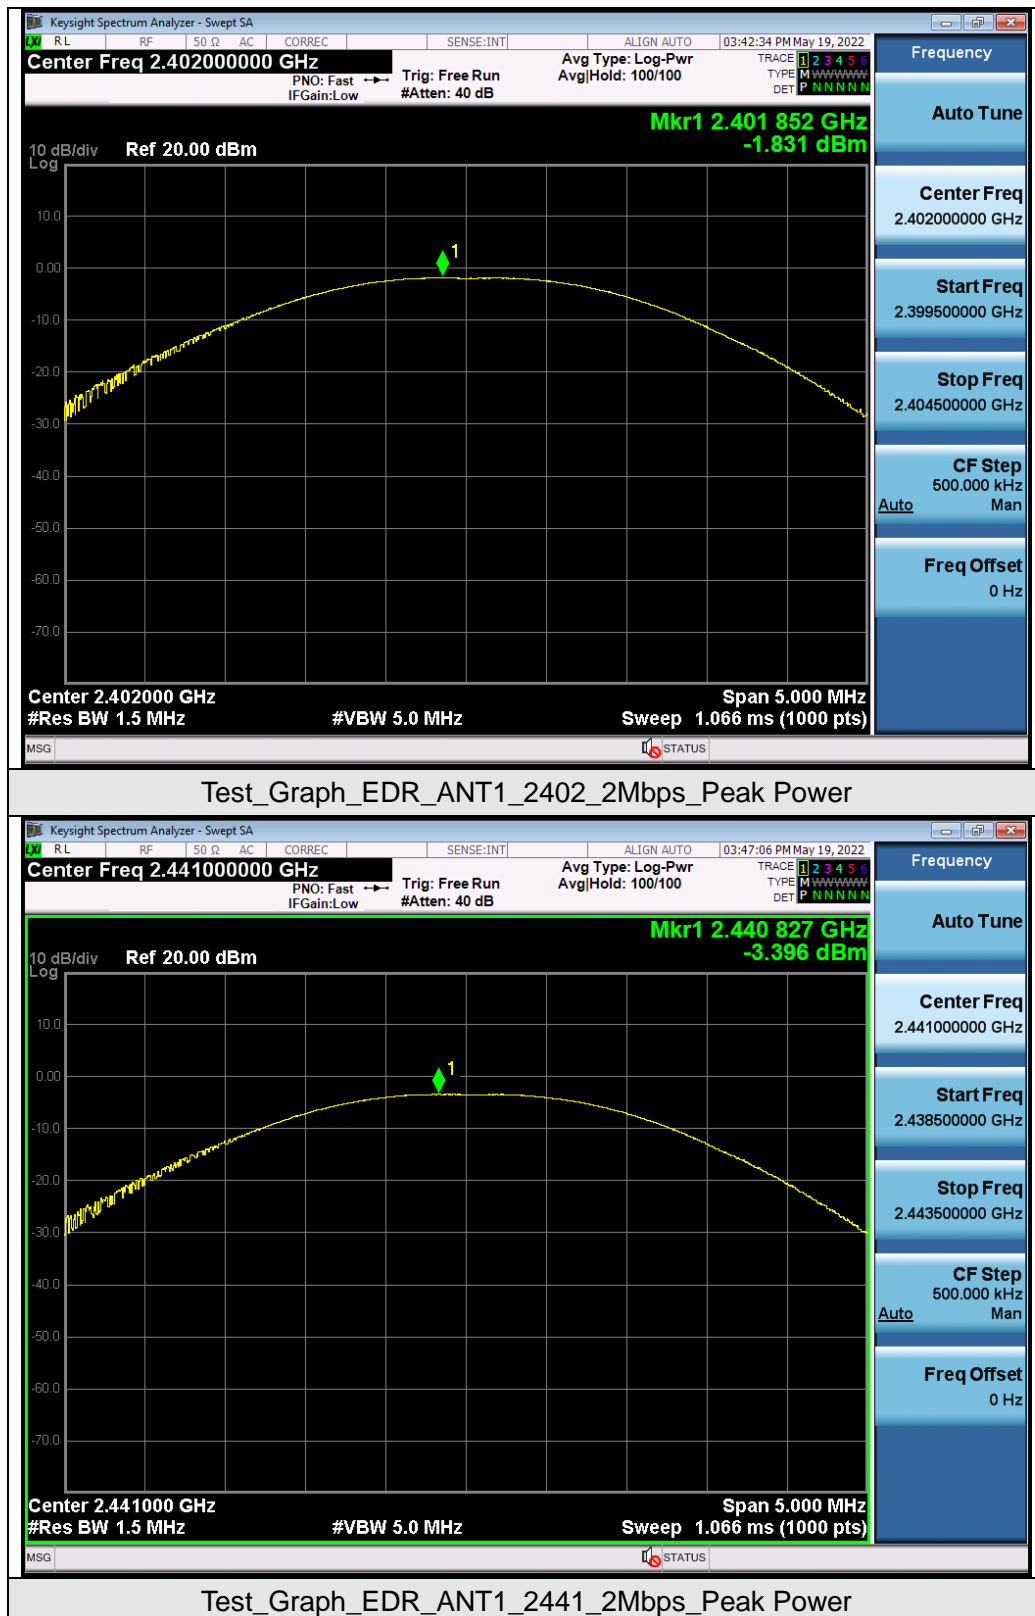 Keysight Spectrum Analyzer - Swept SA
LXI RL RF 50 Ω AC CORREC SENSE:INT ALIGN AUTO 03:42:34 PM May 19, 2022
Center Freq 2.402000000 GHz
PNO: Fast
IFGain:Low
Trig: Free Run
#Atten: 40 dB
Avg Type: Log-Pwr
Avg|Hold: 100/100
TRACE 1 2 3 4 5 6
TYPE M WWWWW
DET P N N N N N
Mkr1 2.401 852 GHz
-1.831 dBm
10 dB/div Ref 20.00 dBm
Log
10.0
0.00
1
-10.0
-20.0
-30.0
-40.0
-50.0
-60.0
-70.0
Center 2.402000 GHz Span 5.000 MHz
#Res BW 1.5 MHz #VBW 5.0 MHz Sweep 1.066 ms (1000 pts)
MSG STATUS
Frequency
Auto Tune
Center Freq
2.402000000 GHz
Start Freq
2.399500000 GHz
Stop Freq
2.404500000 GHz
CF Step
500.000 kHz
Auto Man
Freq Offset
0 Hz
Test_Graph_EDR_ANT1_2402_2Mbps_Peak Power
Keysight Spectrum Analyzer - Swept SA
LXI RL RF 50 Ω AC CORREC SENSE:INT ALIGN AUTO 03:47:06 PM May 19, 2022
Center Freq 2.441000000 GHz
PNO: Fast
IFGain:Low
Trig: Free Run
#Atten: 40 dB
Avg Type: Log-Pwr
Avg|Hold: 100/100
TRACE 1 2 3 4 5 6
TYPE M WWWWW
DET P N N N N N
Mkr1 2.440 827 GHz
-3.396 dBm
10 dB/div Ref 20.00 dBm
Log
10.0
0.00
1
-10.0
-20.0
-30.0
-40.0
-50.0
-60.0
-70.0
Center 2.441000 GHz Span 5.000 MHz
#Res BW 1.5 MHz #VBW 5.0 MHz Sweep 1.066 ms (1000 pts)
MSG STATUS
Frequency
Auto Tune
Center Freq
2.441000000 GHz
Start Freq
2.438500000 GHz
Stop Freq
2.443500000 GHz
CF Step
500.000 kHz
Auto Man
Freq Offset
0 Hz
Test_Graph_EDR_ANT1_2441_2Mbps_Peak Power